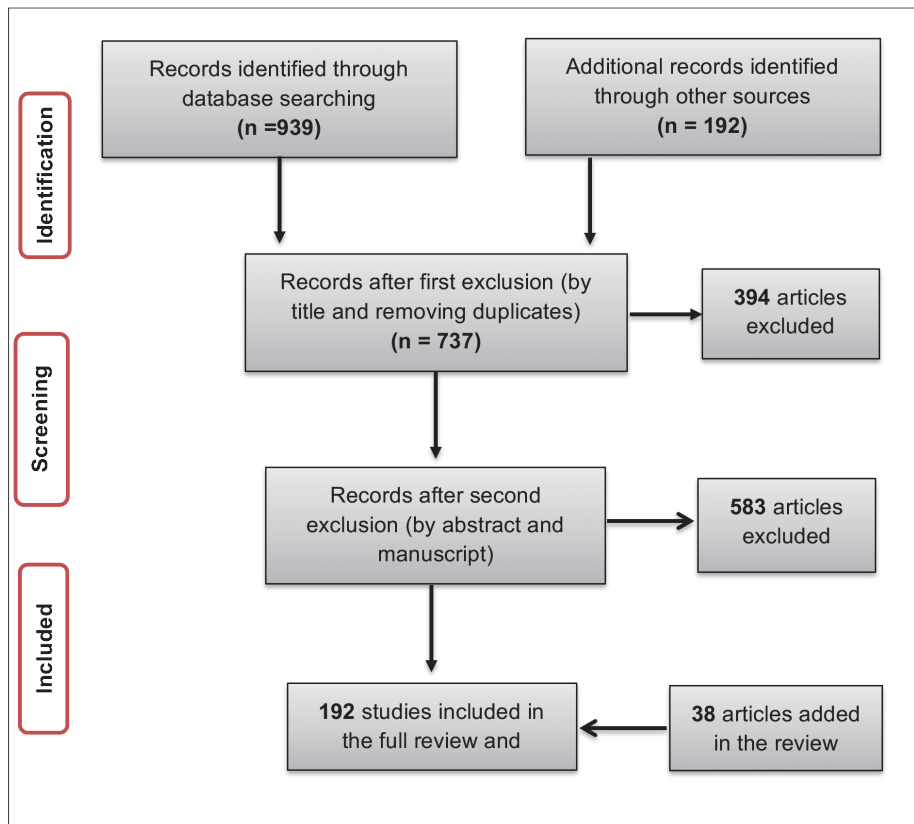 Identification
Records identified through
database searching
(n =939)
Additional records identified
through other sources
(n = 192)
Records after first exclusion (by
title and removing duplicates)
(n = 737)
394 articles
excluded
Screening
Records after second
exclusion (by abstract and
manuscript)
583 articles
excluded
Included
192 studies included in
the full review and
38 articles added
in the review